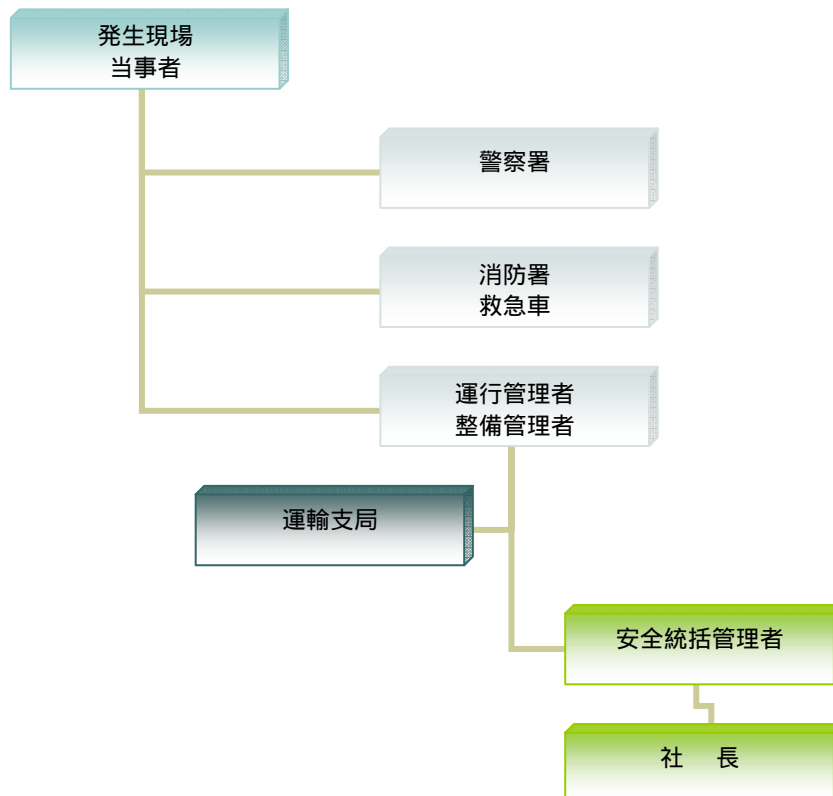 発生現場
当事者
警察署
消防署
救急車
運行管理者
整備管理者
運輸支局
安全統括管理者
社　長